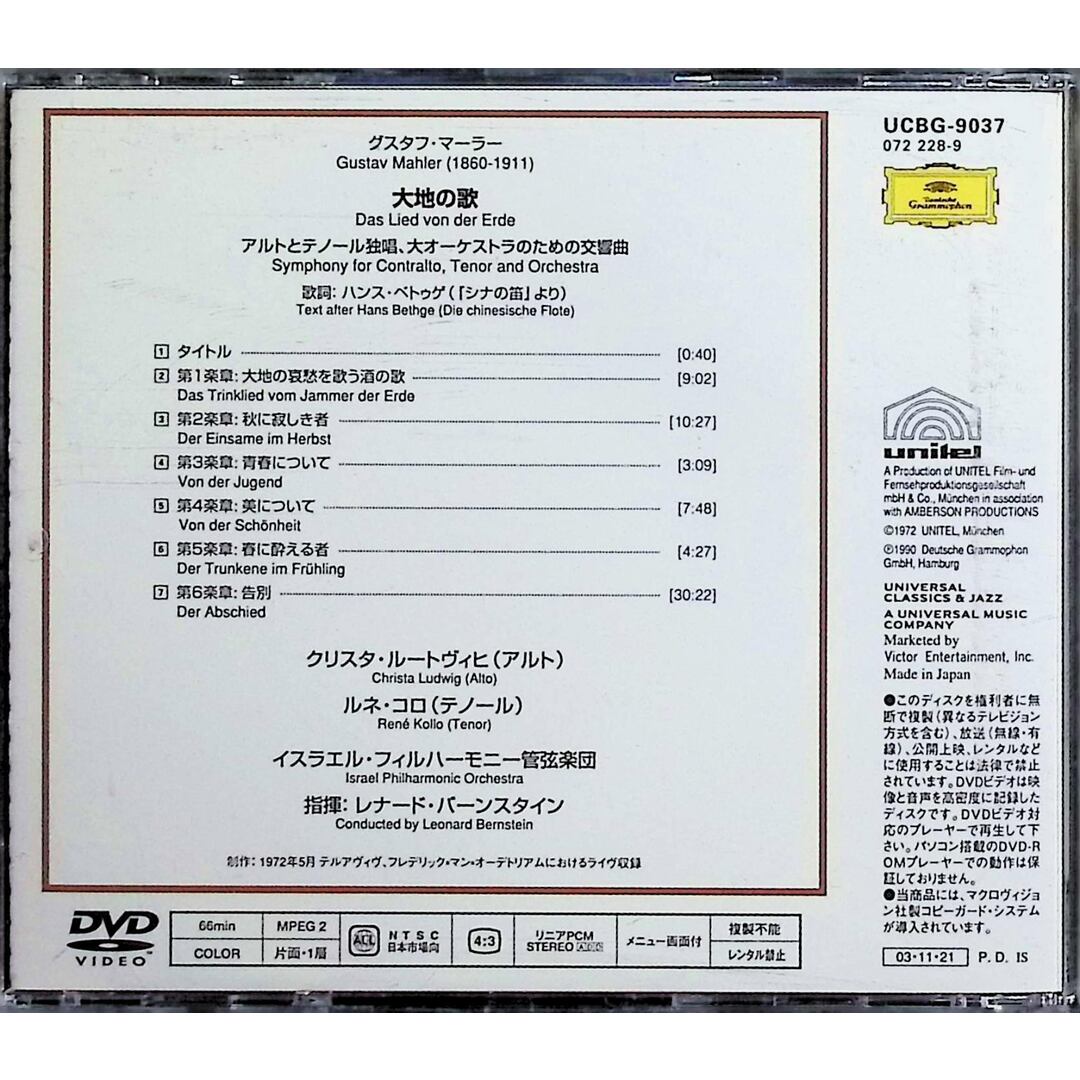 グスタフ・マーラー
Gustav Mahler (1860-1911)
大地の歌
Das Lied von der Erde
アルトとテノール独唱、大オーケストラのための交響曲
Symphony for Contralto, Tenor and Orchestra
歌詞：ハンス・ベトゥゲ（「シナの笛」より）
Text after Hans Bethge (Die chinesische Flote)
1 タイトル [0:40]
2 第1楽章：大地の哀愁を歌う酒の歌 [9:02]
Das Trinklied vom Jammer der Erde
3 第2楽章：秋に寂しき者 [10:27]
Der Einsame im Herbst
4 第3楽章：青春について [3:09]
Von der Jugend
5 第4楽章：美について [7:48]
Von der Schönheit
6 第5楽章：春に酔える者 [4:27]
Der Trunkene im Frühling
7 第6楽章：告別 [30:22]
Der Abschied
クリスタ・ルートヴィヒ（アルト）
Christa Ludwig (Alto)
ルネ・コロ（テノール）
René Kollo (Tenor)
イスラエル・フィルハーモニー管弦楽団
Israel Philharmonic Orchestra
指揮：レナード・バーンスタイン
Conducted by Leonard Bernstein
制作：1972年5月 テルアヴィヴ、フレデリック・マン・オーデトリアムにおけるライヴ収録
DVD
VIDEO™
66min
COLOR
MPEG 2
片面・1層
ALL
NTSC
日本市場向
4:3
リニアPCM
STEREO
メニュー画面付
複製不能
レンタル禁止
UCBG-9037
072 228-9
Deutsche
Grammophon
unitel
A Production of UNITEL Film- und
Fernsehproduktionsgesellschaft
mbH & Co., München in association
with AMBERSON PRODUCTIONS
©1972 UNITEL, München
℗1990 Deutsche Grammophon
GmbH, Hamburg
UNIVERSAL
CLASSICS & JAZZ
A UNIVERSAL MUSIC
COMPANY
Marketed by
Victor Entertainment, Inc.
Made in Japan
●このディスクを権利者に無
断で複製（異なるテレビジョン
方式を含む）、放送（無線・有
線）、公開上映、レンタルなど
に使用することは法律で禁止
されています。DVDビデオは映
像と音声を高密度に記録した
ディスクです。DVDビデオ対
応のプレーヤーで再生して下
さい。パソコン搭載のDVD-R
OMプレーヤーでの動作は保
証しておりません。
●当商品には、マクロヴィジョ
ン社製コピーガード・システム
が導入されています。
03・11・21 P. D. IS